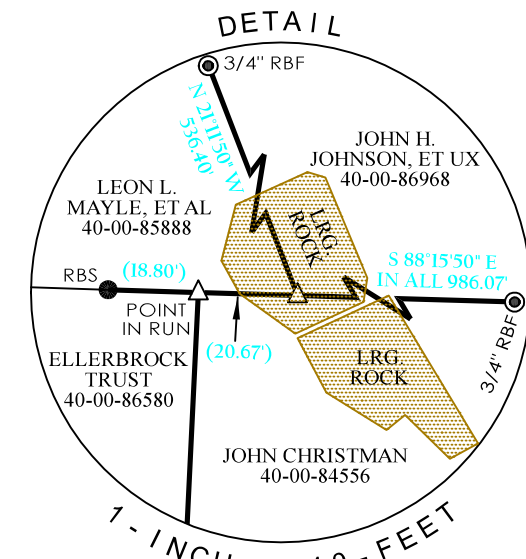 DETAIL
3/4" RBF
N 21°11'50" W
536.40'
JOHN H.
JOHNSON, ET UX
40-00-86968
LEON L.
MAYLE, ET AL
40-00-85888
LRG.
ROCK
S 88°15'50" E
IN ALL 986.07'
RBS
(18.80')
POINT
IN RUN
(20.67')
3/4" RBF
ELLERBROCK
TRUST
40-00-86580
LRG.
ROCK
JOHN CHRISTMAN
40-00-84556
1-INCH
-FEET